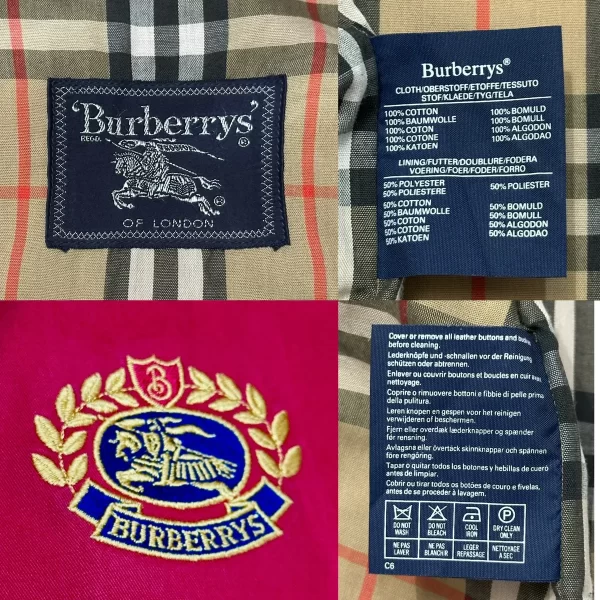 'Burberrys'
REG.D. ®
®
OF LONDON
Burberrys®
CLOTH/OBERSTOFF/ETOFFE/TESSUTO
STOF/KLAEDE/TYG/TELA
100% COTTON 100% BOMULD
100% BAUMWOLLE 100% BOMULL
100% COTON 100% ALGODON
100% COTONE 100% ALGODAO
100% KATOEN
LINING/FUTTER/DOUBLURE/FODERA
VOERING/FOER/FODER/FORRO
50% POLYESTER 50% POLIESTER
50% POLIESTERE
50% COTTON 50% BOMULD
50% BAUMWOLLE 50% BOMULL
50% COTON 50% ALGODON
50% COTONE 50% ALGODAO
50% KATOEN
B
BURBERRYS
Cover or remove all leather buttons and
before cleaning.
Lederknöpfe und -schnallen vor der Reinigung
schützen oder abtrennen.
Enlever ou couvrir boutons et boucles en cuir avant
nettoyage.
Coprire o rimuovere bottoni e fibbie di pelle prima
della pulitura.
Leren knopen en gespen voor het reinigen
verwijderen of beschermen.
Fjern eller overdæk læderknapper og spænder
før rensning.
Avlagsna eller övertäck skinnknappar och spännen
före rengöring.
Tapar o quitar todos los botones y hebillas de cuero
antes de limpiar.
Cobrir ou tirar todos os botões de couro e fivelas,
antes de se proceder à lavagem.
P
DO NOT WASH DO NOT BLEACH COOL IRON DRY CLEAN ONLY
NE PAS LAVER NE PAS BLANCHIR LEGER REPASSAGE NETTOYAGE A SEC
C6